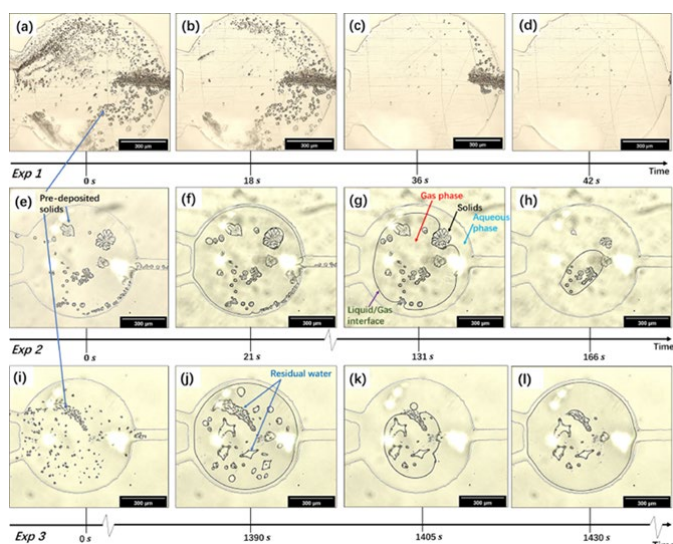 (a)
(b)
(c)
(d)
300 μm
300 μm
300 μm
300 μm
Exp 1
0 s
18 s
36 s
42 s
Time
(e)
(f)
(g)
(h)
Pre-deposited
solids
Gas phase
Solids
Aqueous
phase
Liquid/Gas
interface
300 μm
300 μm
300 μm
300 μm
Exp 2
0 s
21 s
131 s
166 s
Time
(i)
(j)
(k)
(l)
Residual water
300 μm
300 μm
300 μm
300 μm
Exp 3
0 s
1390 s
1405 s
1430 s
Time